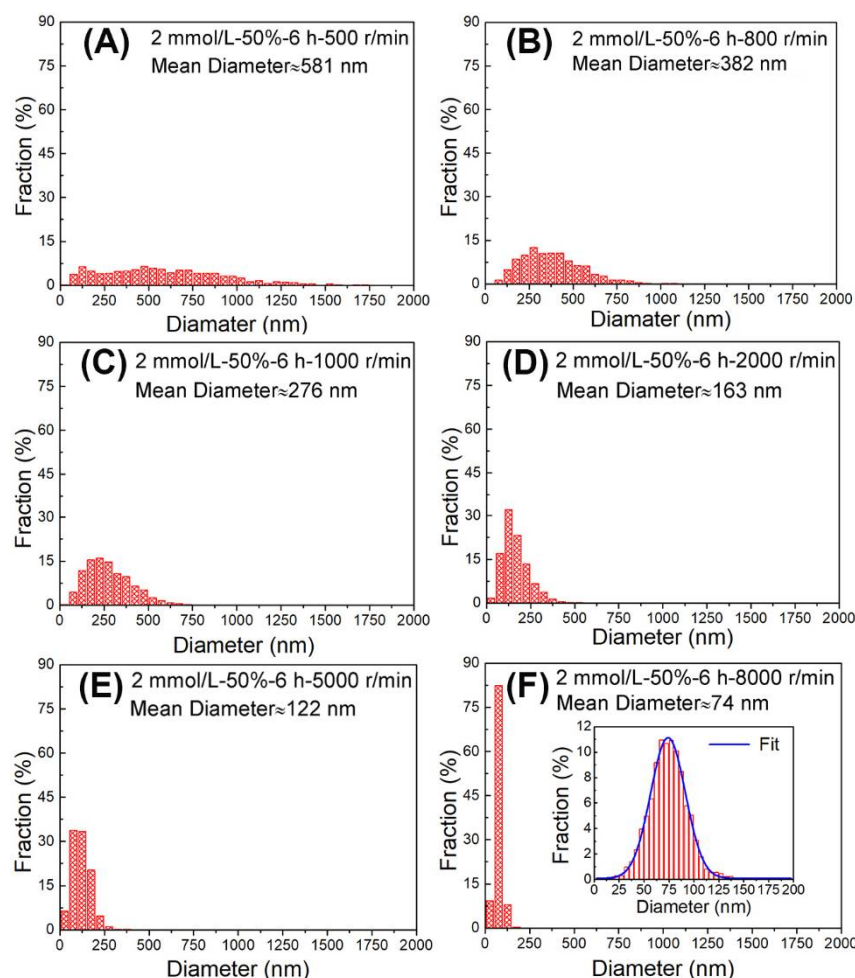 (A) 2 mmol/L-50%-6 h-500 r/min
Mean Diameter≈581 nm
Fraction (%)
90
75
60
45
30
15
0
0 250 500 750 1000 1250 1500 1750 2000
Diamater (nm)
(B) 2 mmol/L-50%-6 h-800 r/min
Mean Diameter≈382 nm
Fraction (%)
90
75
60
45
30
15
0
0 250 500 750 1000 1250 1500 1750 2000
Diamater (nm)
(C) 2 mmol/L-50%-6 h-1000 r/min
Mean Diameter≈276 nm
Fraction (%)
90
75
60
45
30
15
0
0 250 500 750 1000 1250 1500 1750 2000
Diameter (nm)
(D) 2 mmol/L-50%-6 h-2000 r/min
Mean Diameter≈163 nm
Fraction (%)
90
75
60
45
30
15
0
0 250 500 750 1000 1250 1500 1750 2000
Diameter (nm)
(E) 2 mmol/L-50%-6 h-5000 r/min
Mean Diameter≈122 nm
Fraction (%)
90
75
60
45
30
15
0
0 250 500 750 1000 1250 1500 1750 2000
Diameter (nm)
(F) 2 mmol/L-50%-6 h-8000 r/min
Mean Diameter≈74 nm
Fraction (%)
90
75
60
45
30
15
0
0 250 500 750 1000 1250 1500 1750 2000
Diameter (nm)
Fit
Fraction (%)
12
10
8
6
4
2
0
0 25 50 75 100 125 150 175 200
Diameter (nm)